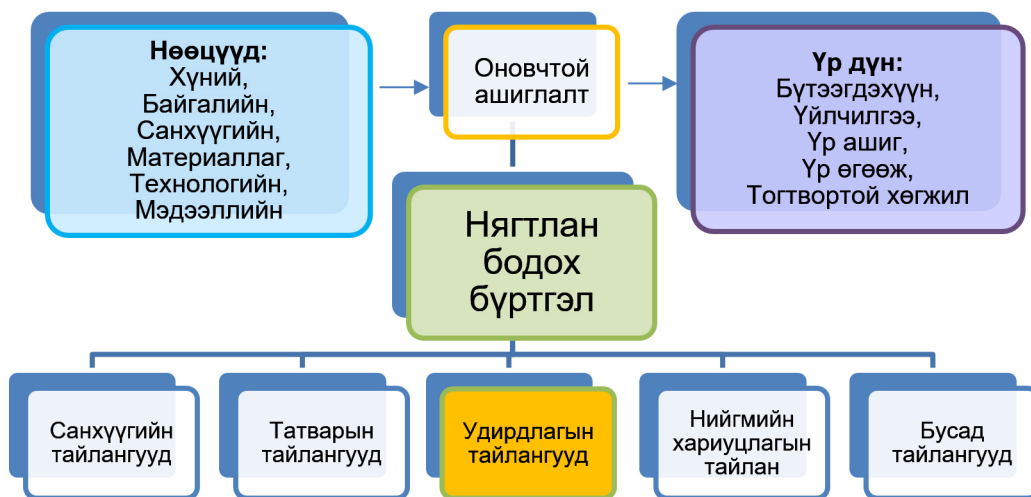 Нөөцүүд:
Хүний,
Байгалийн,
Санхүүгийн,
Материаллаг,
Технологийн,
Мэдээллийн
Оновчтой
ашиглалт
Үр дүн:
Бүтээгдэхүүн,
Үйлчилгээ,
Үр ашиг,
Үр өгөөж,
Тогтвортой хөгжил
Нягтлан
бодох
бүртгэл
Санхүүгийн
тайлангууд
Татварын
тайлангууд
Удирдлагын
тайлангууд
Нийгмийн
хариуцлагын
тайлан
Бусад
тайлангууд